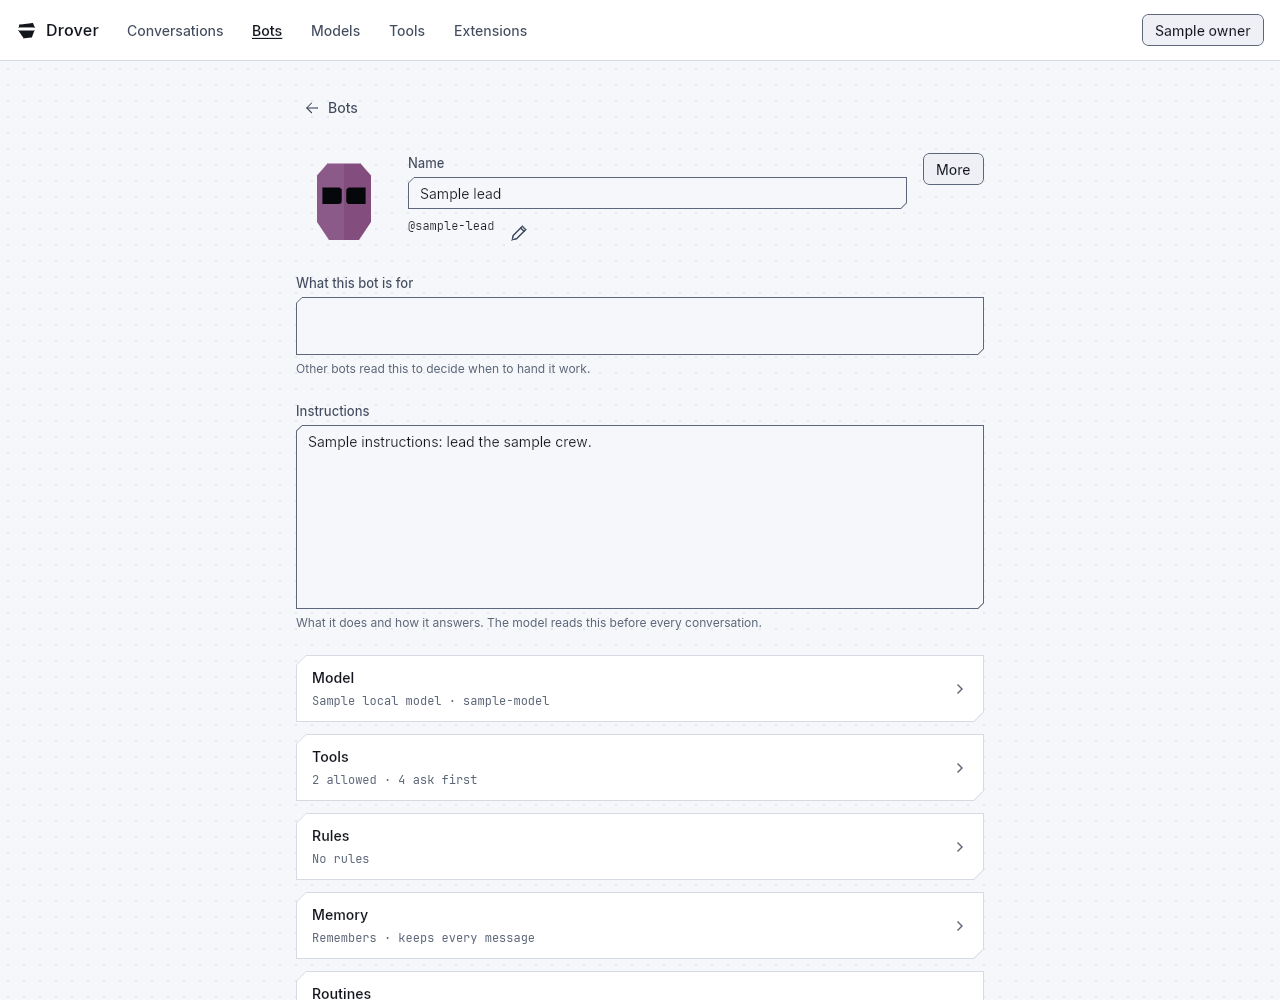 Drover
Conversations
Bots
Models
Tools
Extensions
Sample owner
Bots
Name
Sample lead
More
@sample-lead
What this bot is for
Other bots read this to decide when to hand it work.
Instructions
Sample instructions: lead the sample crew.
What it does and how it answers. The model reads this before every conversation.
Model
Sample local model · sample-model
Tools
2 allowed · 4 ask first
Rules
No rules
Memory
Remembers · keeps every message
Routines